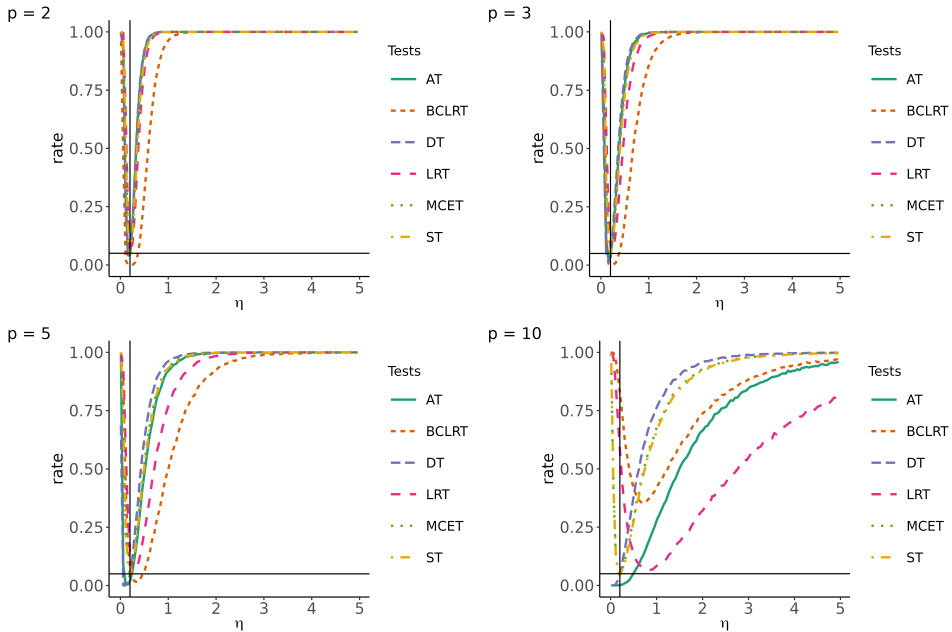 p = 2
rate
1.00
0.75
0.50
0.25
0.00
0 1 2 3 4 5
η
Tests
AT
BCLRT
DT
LRT
MCET
ST
p = 3
rate
1.00
0.75
0.50
0.25
0.00
0 1 2 3 4 5
η
Tests
AT
BCLRT
DT
LRT
MCET
ST
p = 5
rate
1.00
0.75
0.50
0.25
0.00
0 1 2 3 4 5
η
Tests
AT
BCLRT
DT
LRT
MCET
ST
p = 10
rate
1.00
0.75
0.50
0.25
0.00
0 1 2 3 4 5
η
Tests
AT
BCLRT
DT
LRT
MCET
ST